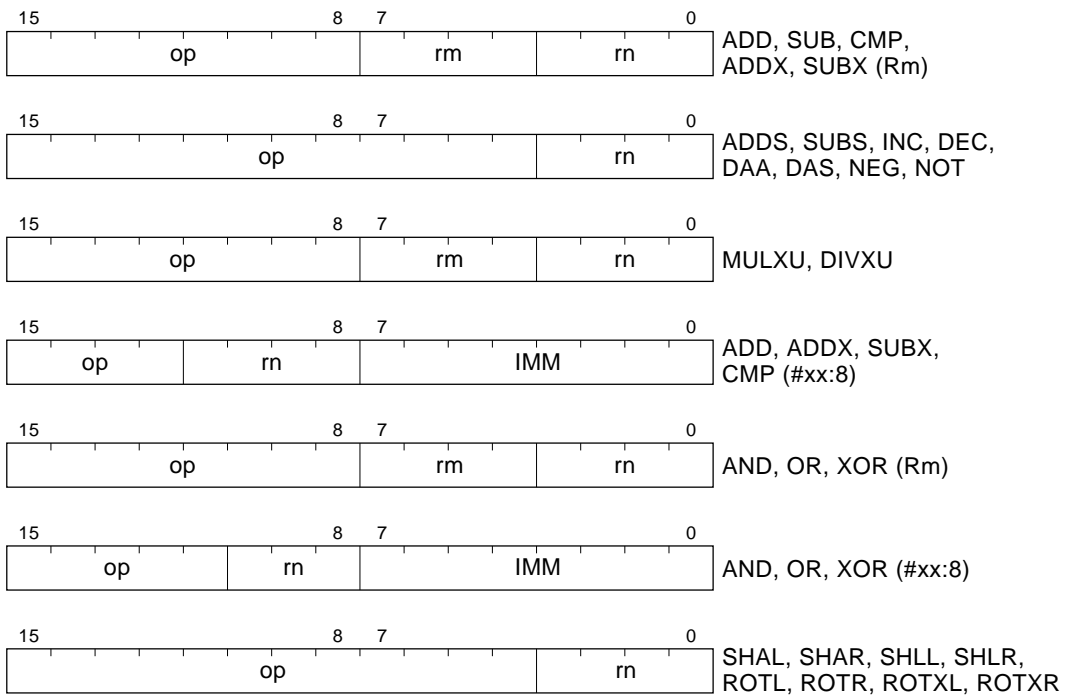 15 8 7 0
op rm rn
ADD, SUB, CMP,
ADDX, SUBX (Rm)
15 8 7 0
op rn
ADDS, SUBS, INC, DEC,
DAA, DAS, NEG, NOT
15 8 7 0
op rm rn
MULXU, DIVXU
15 8 7 0
op rn IMM
ADD, ADDX, SUBX,
CMP (#xx:8)
15 8 7 0
op rm rn
AND, OR, XOR (Rm)
15 8 7 0
op rn IMM
AND, OR, XOR (#xx:8)
15 8 7 0
op rn
SHAL, SHAR, SHLL, SHLR,
ROTL, ROTR, ROTXL, ROTXR